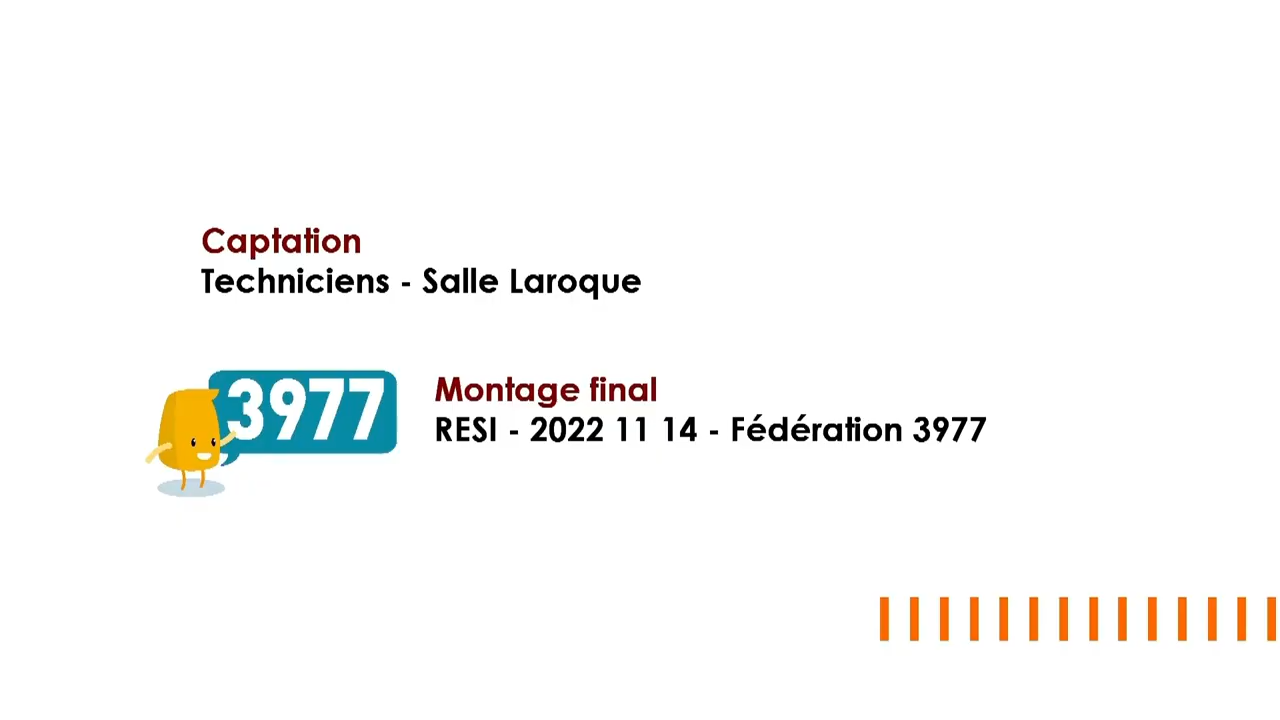 Captation
Techniciens - Salle Laroque
3977
Montage final
RESI - 2022 11 14 - Fédération 3977